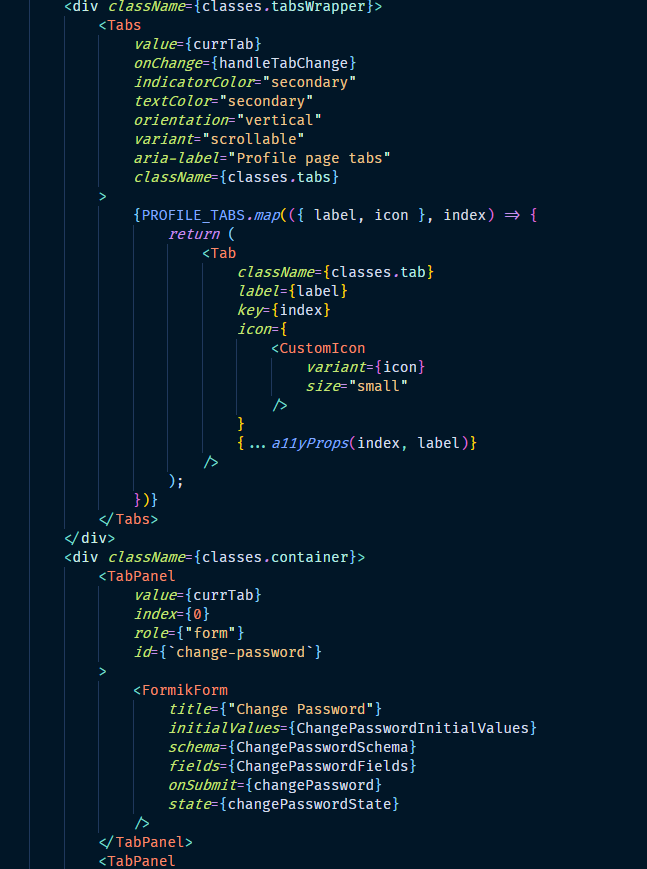 <div className={classes.tabsWrapper}>
<Tabs
value={currTab}
onChange={handleTabChange}
indicatorColor="secondary"
textColor="secondary"
orientation="vertical"
variant="scrollable"
aria-label="Profile page tabs"
className={classes.tabs}
>
{PROFILE_TABS.map(({ label, icon }, index) => {
return (
<Tab
className={classes.tab}
label={label}
key={index}
icon={
<CustomIcon
variant={icon}
size="small"
/>
}
{...a11yProps(index, label)}
/>
);
})}
</Tabs>
</div>
<div className={classes.container}>
<TabPanel
value={currTab}
index={0}
role={"form"}
id={`change-password`}
>
<FormikForm
title={"Change Password"}
initialValues={ChangePasswordInitialValues}
schema={ChangePasswordSchema}
fields={ChangePasswordFields}
onSubmit={changePassword}
state={changePasswordState}
/>
</TabPanel>
<TabPanel